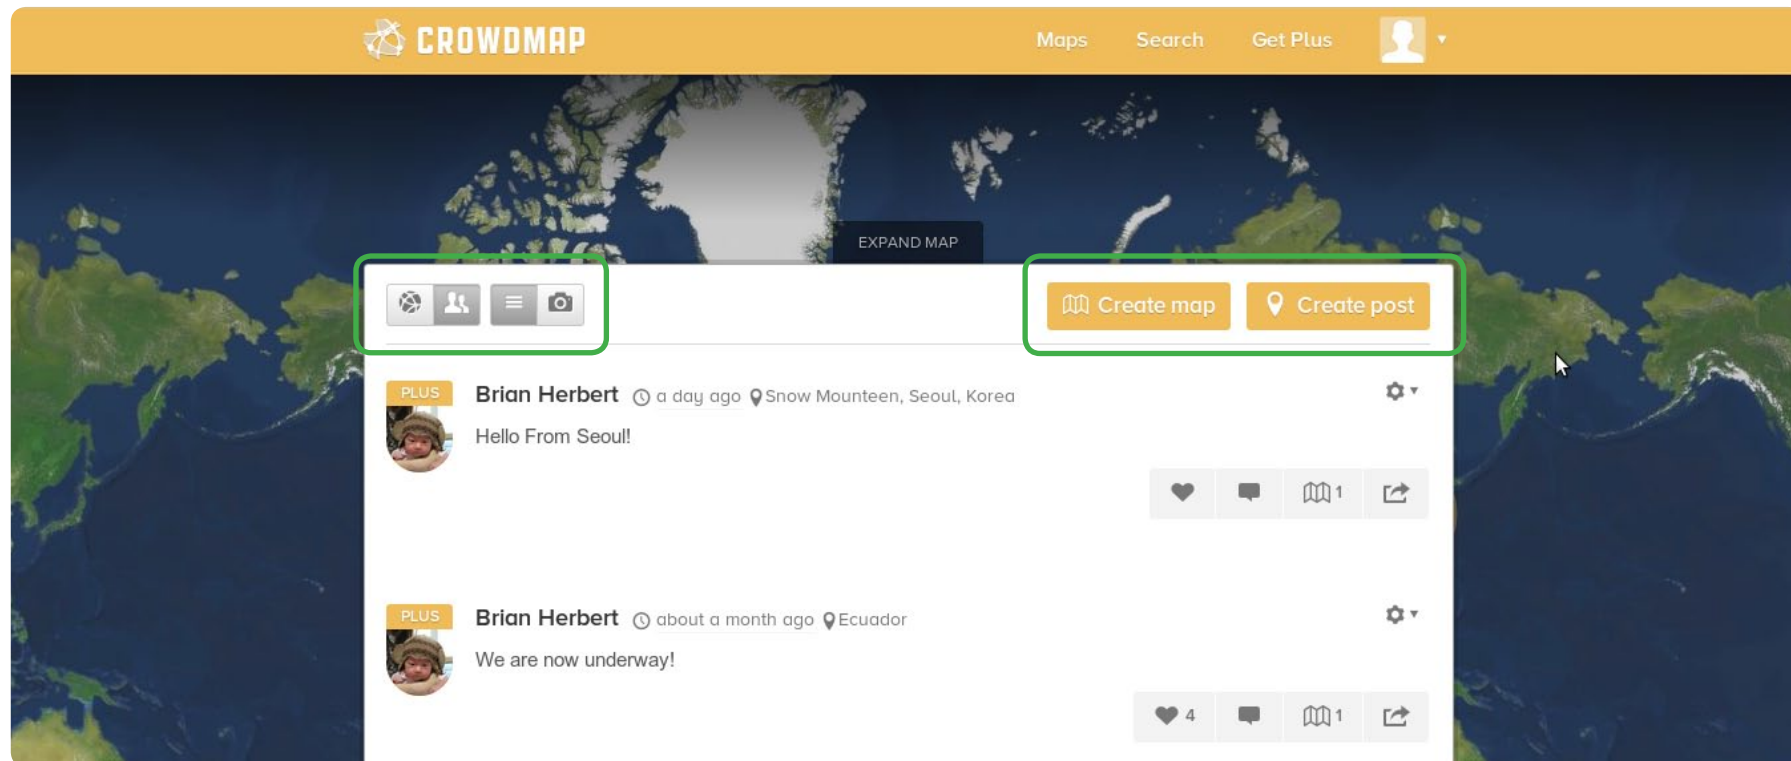 CROWDMAP
Maps Search Get Plus
EXPAND MAP
Create map Create post
PLUS
Brian Herbert a day ago Snow Mounteen, Seoul, Korea
Hello From Seoul!
1
PLUS
Brian Herbert about a month ago Ecuador
We are now underway!
4 1